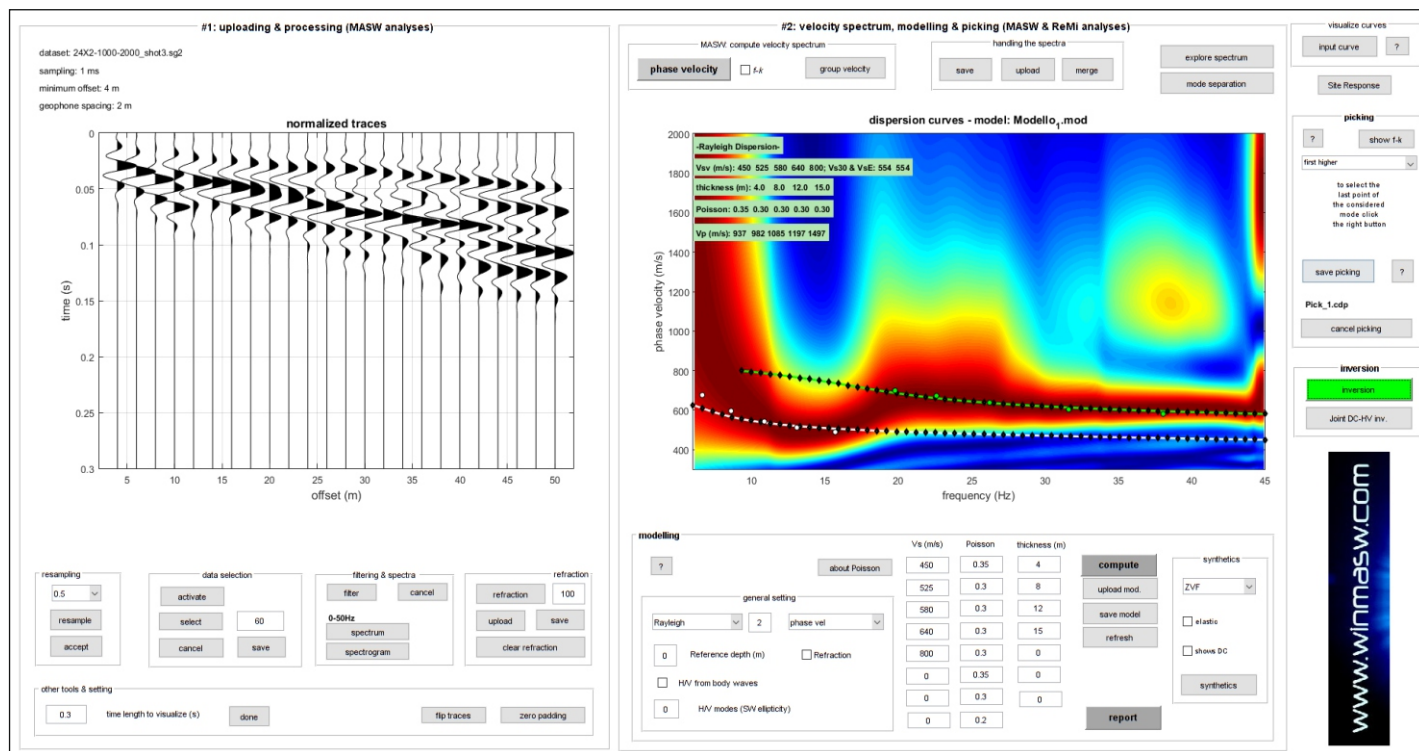 #1: uploading & processing (MASW analyses)
dataset: 24X2-1000-2000_shot3.sg2
sampling: 1 ms
minimum offset: 4 m
geophone spacing: 2 m
normalized traces
0
0.05
0.1
0.15
0.2
0.25
0.3
time (s)
5 10 15 20 25 30 35 40 45 50
offset (m)
resampling
0.5
resample
accept
data selection
activate
select 60
cancel save
filtering & spectra
filter cancel
0-50Hz
spectrum
spectrogram
refraction
refraction 100
upload save
clear refraction
other tools & setting
0.3 time length to visualize (s) done flip traces zero padding
#2: velocity spectrum, modelling & picking (MASW & ReMi analyses)
MASW: compute velocity spectrum
phase velocity f-k group velocity
handling the spectra
save upload merge
explore spectrum
mode separation
dispersion curves - model: Modello1.mod
-Rayleigh Dispersion-
Vsv (m/s): 450 525 580 640 800; Vs30 & VsE: 554 554
thickness (m): 4.0 8.0 12.0 15.0
Poisson: 0.35 0.30 0.30 0.30 0.30
Vp (m/s): 937 982 1085 1197 1497
2000
1800
1600
1400
1200
1000
800
600
400
phase velocity (m/s)
10 15 20 25 30 35 40 45
frequency (Hz)
modelling
? about Poisson
general setting
Rayleigh 2 phase vel
0 Reference depth (m) Refraction
H/V from body waves
0 H/V modes (SW ellipticity)
Vs (m/s) Poisson thickness (m)
450 0.35 4
525 0.3 8
580 0.3 12
640 0.3 15
800 0.3 0
0 0.35 0
0 0.3 0
0 0.2
compute
upload mod.
save model
refresh
report
synthetics
ZVF
elastic
shows DC
synthetics
visualize curves
input curve ?
Site Response
picking
? show f-k
first higher
to select the
last point of
the considered
mode click
the right button
save picking ?
Pick_1.cdp
cancel picking
inversion
inversion
Joint DC-HV inv.
www.winmasw.com